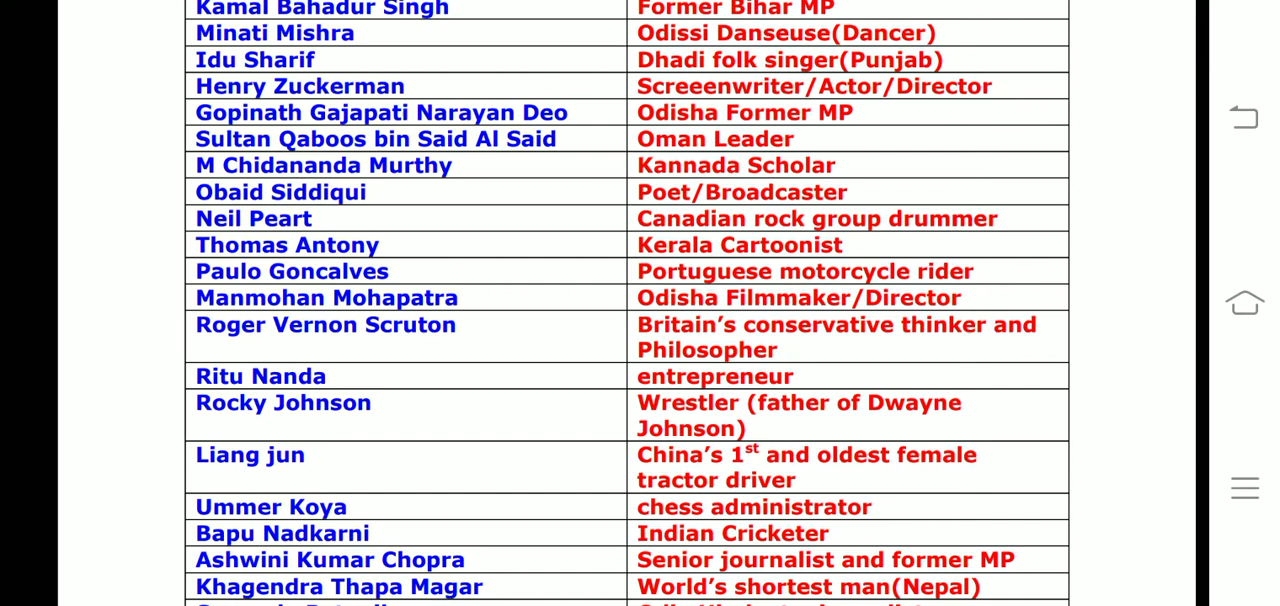 Kamal Bahadur Singh Former Bihar MP
Minati Mishra Odissi Danseuse(Dancer)
Idu Sharif Dhadi folk singer(Punjab)
Henry Zuckerman Screeenwriter/Actor/Director
Gopinath Gajapati Narayan Deo Odisha Former MP
Sultan Qaboos bin Said Al Said Oman Leader
M Chidananda Murthy Kannada Scholar
Obaid Siddiqui Poet/Broadcaster
Neil Peart Canadian rock group drummer
Thomas Antony Kerala Cartoonist
Paulo Goncalves Portuguese motorcycle rider
Manmohan Mohapatra Odisha Filmmaker/Director
Roger Vernon Scruton Britain’s conservative thinker and
Philosopher
Ritu Nanda entrepreneur
Rocky Johnson Wrestler (father of Dwayne
Johnson)
Liang jun China’s 1st and oldest female
tractor driver
Ummer Koya chess administrator
Bapu Nadkarni Indian Cricketer
Ashwini Kumar Chopra Senior journalist and former MP
Khagendra Thapa Magar World’s shortest man(Nepal)